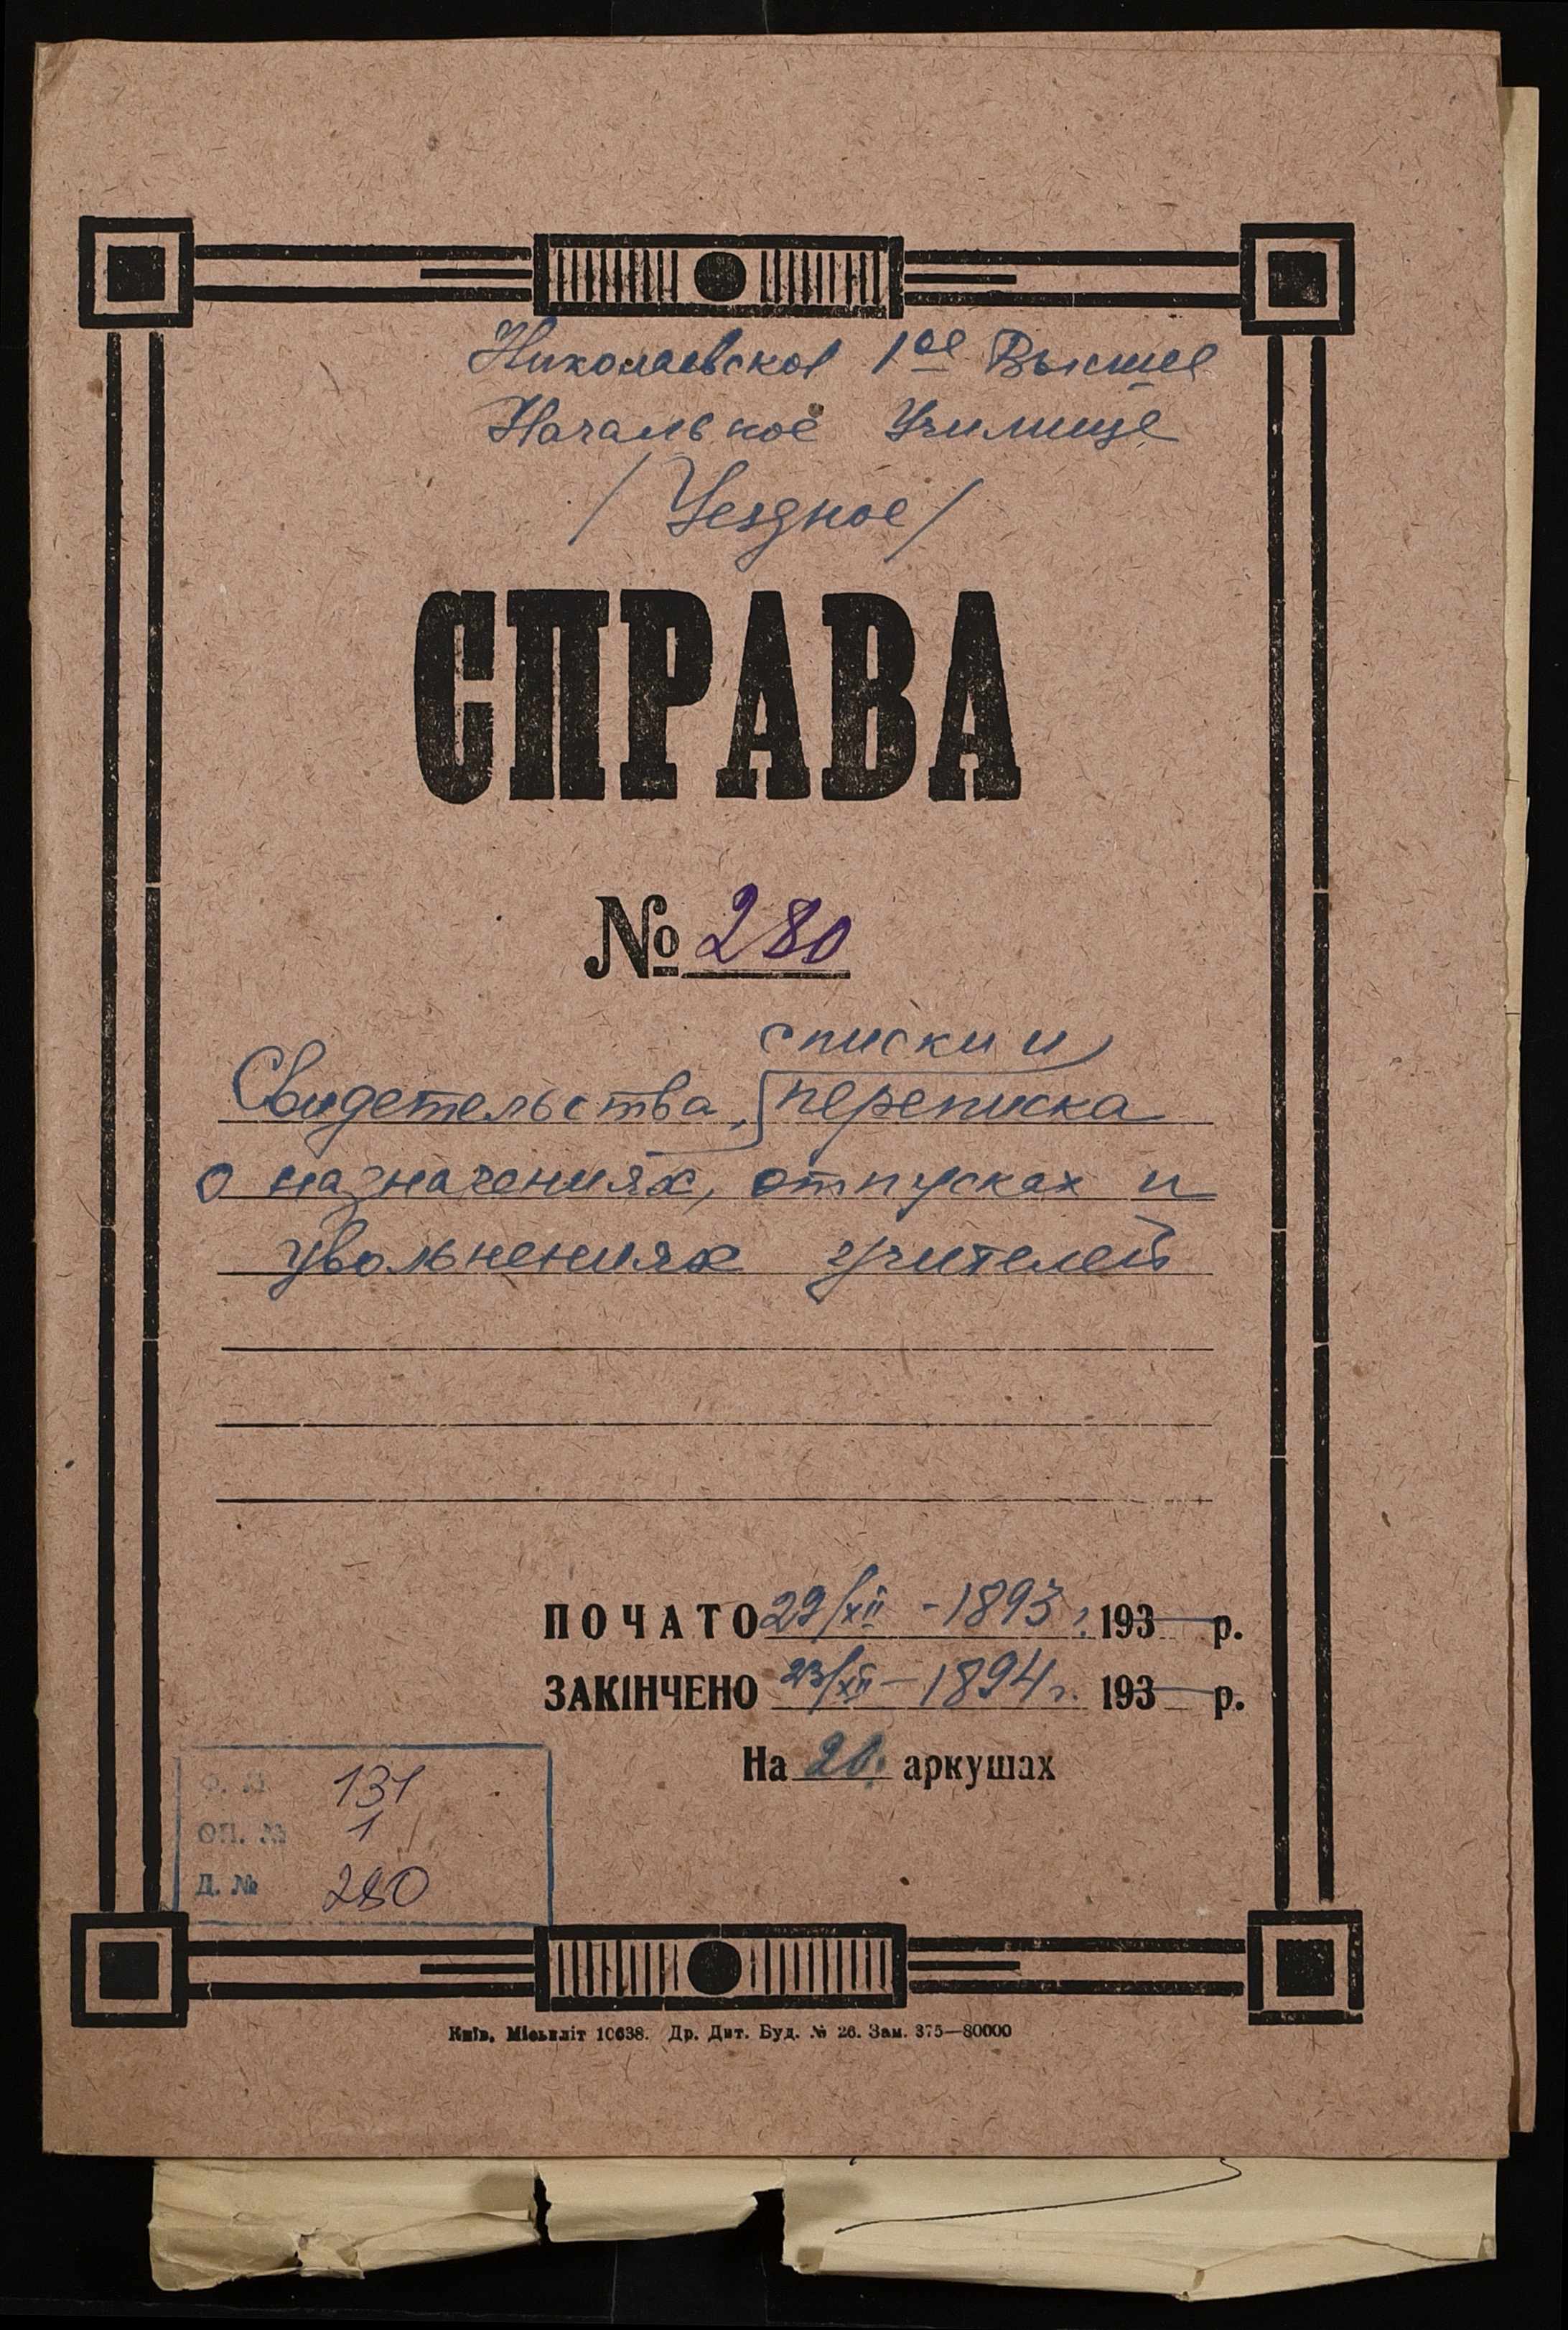 Николаевское 1ое Высшее
Начальное Училище
/Уездное/
СПРАВА
№ 280
списки и
Свидетельства, переписка
о назначениях, отпусках и
увольнениях учителей
ПОЧАТО 29/XII - 1893 г. 193 р.
ЗАКІНЧЕНО 23/XII - 1894 г. 193 р.
На 20. аркушах
Ф. № 131
ОП. № 1
Д. № 280
Київ, Міськліт 10638. Др. Дит. Буд. № 26. Зам. 375—80000